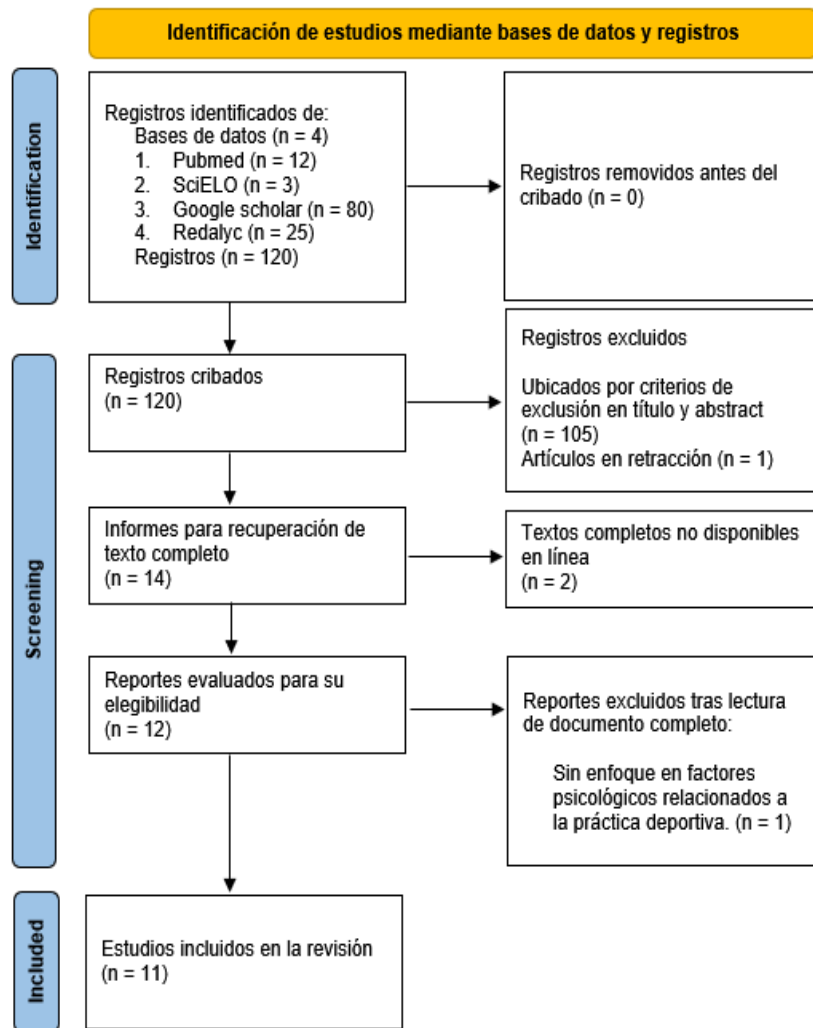 Identificación de estudios mediante bases de datos y registros
Identification
Registros identificados de:
Bases de datos (n = 4)
1. Pubmed (n = 12)
2. SciELO (n = 3)
3. Google scholar (n = 80)
4. Redalyc (n = 25)
Registros (n = 120)
Registros removidos antes del
cribado (n = 0)
Screening
Registros cribados
(n = 120)
Registros excluidos
Ubicados por criterios de
exclusión en título y abstract
(n = 105)
Artículos en retracción (n = 1)
Informes para recuperación de
texto completo
(n = 14)
Textos completos no disponibles
en línea
(n = 2)
Reportes evaluados para su
elegibilidad
(n = 12)
Reportes excluidos tras lectura
de documento completo:
Sin enfoque en factores
psicológicos relacionados a
la práctica deportiva. (n = 1)
Included
Estudios incluidos en la revisión
(n = 11)